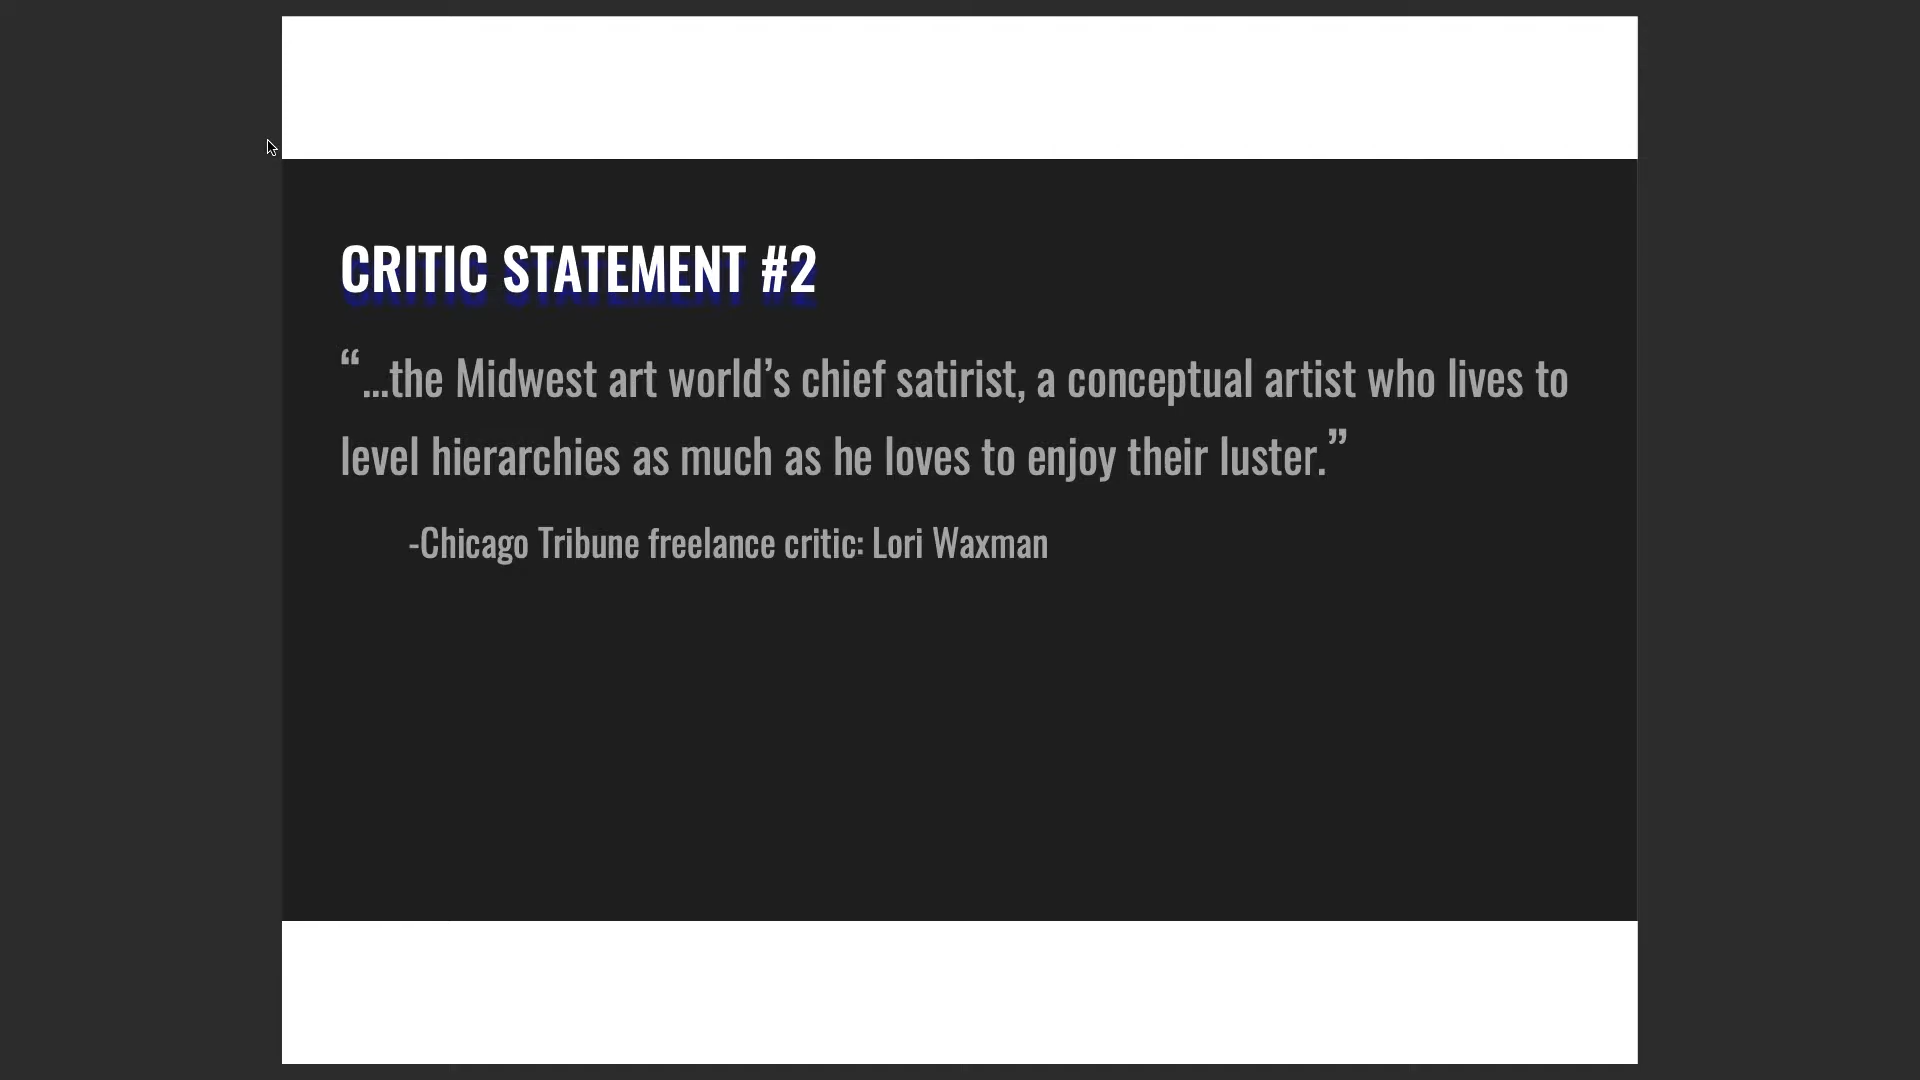 CRITIC STATEMENT #2
“...the Midwest art world’s chief satirist, a conceptual artist who lives to
level hierarchies as much as he loves to enjoy their luster.”
-Chicago Tribune freelance critic: Lori Waxman